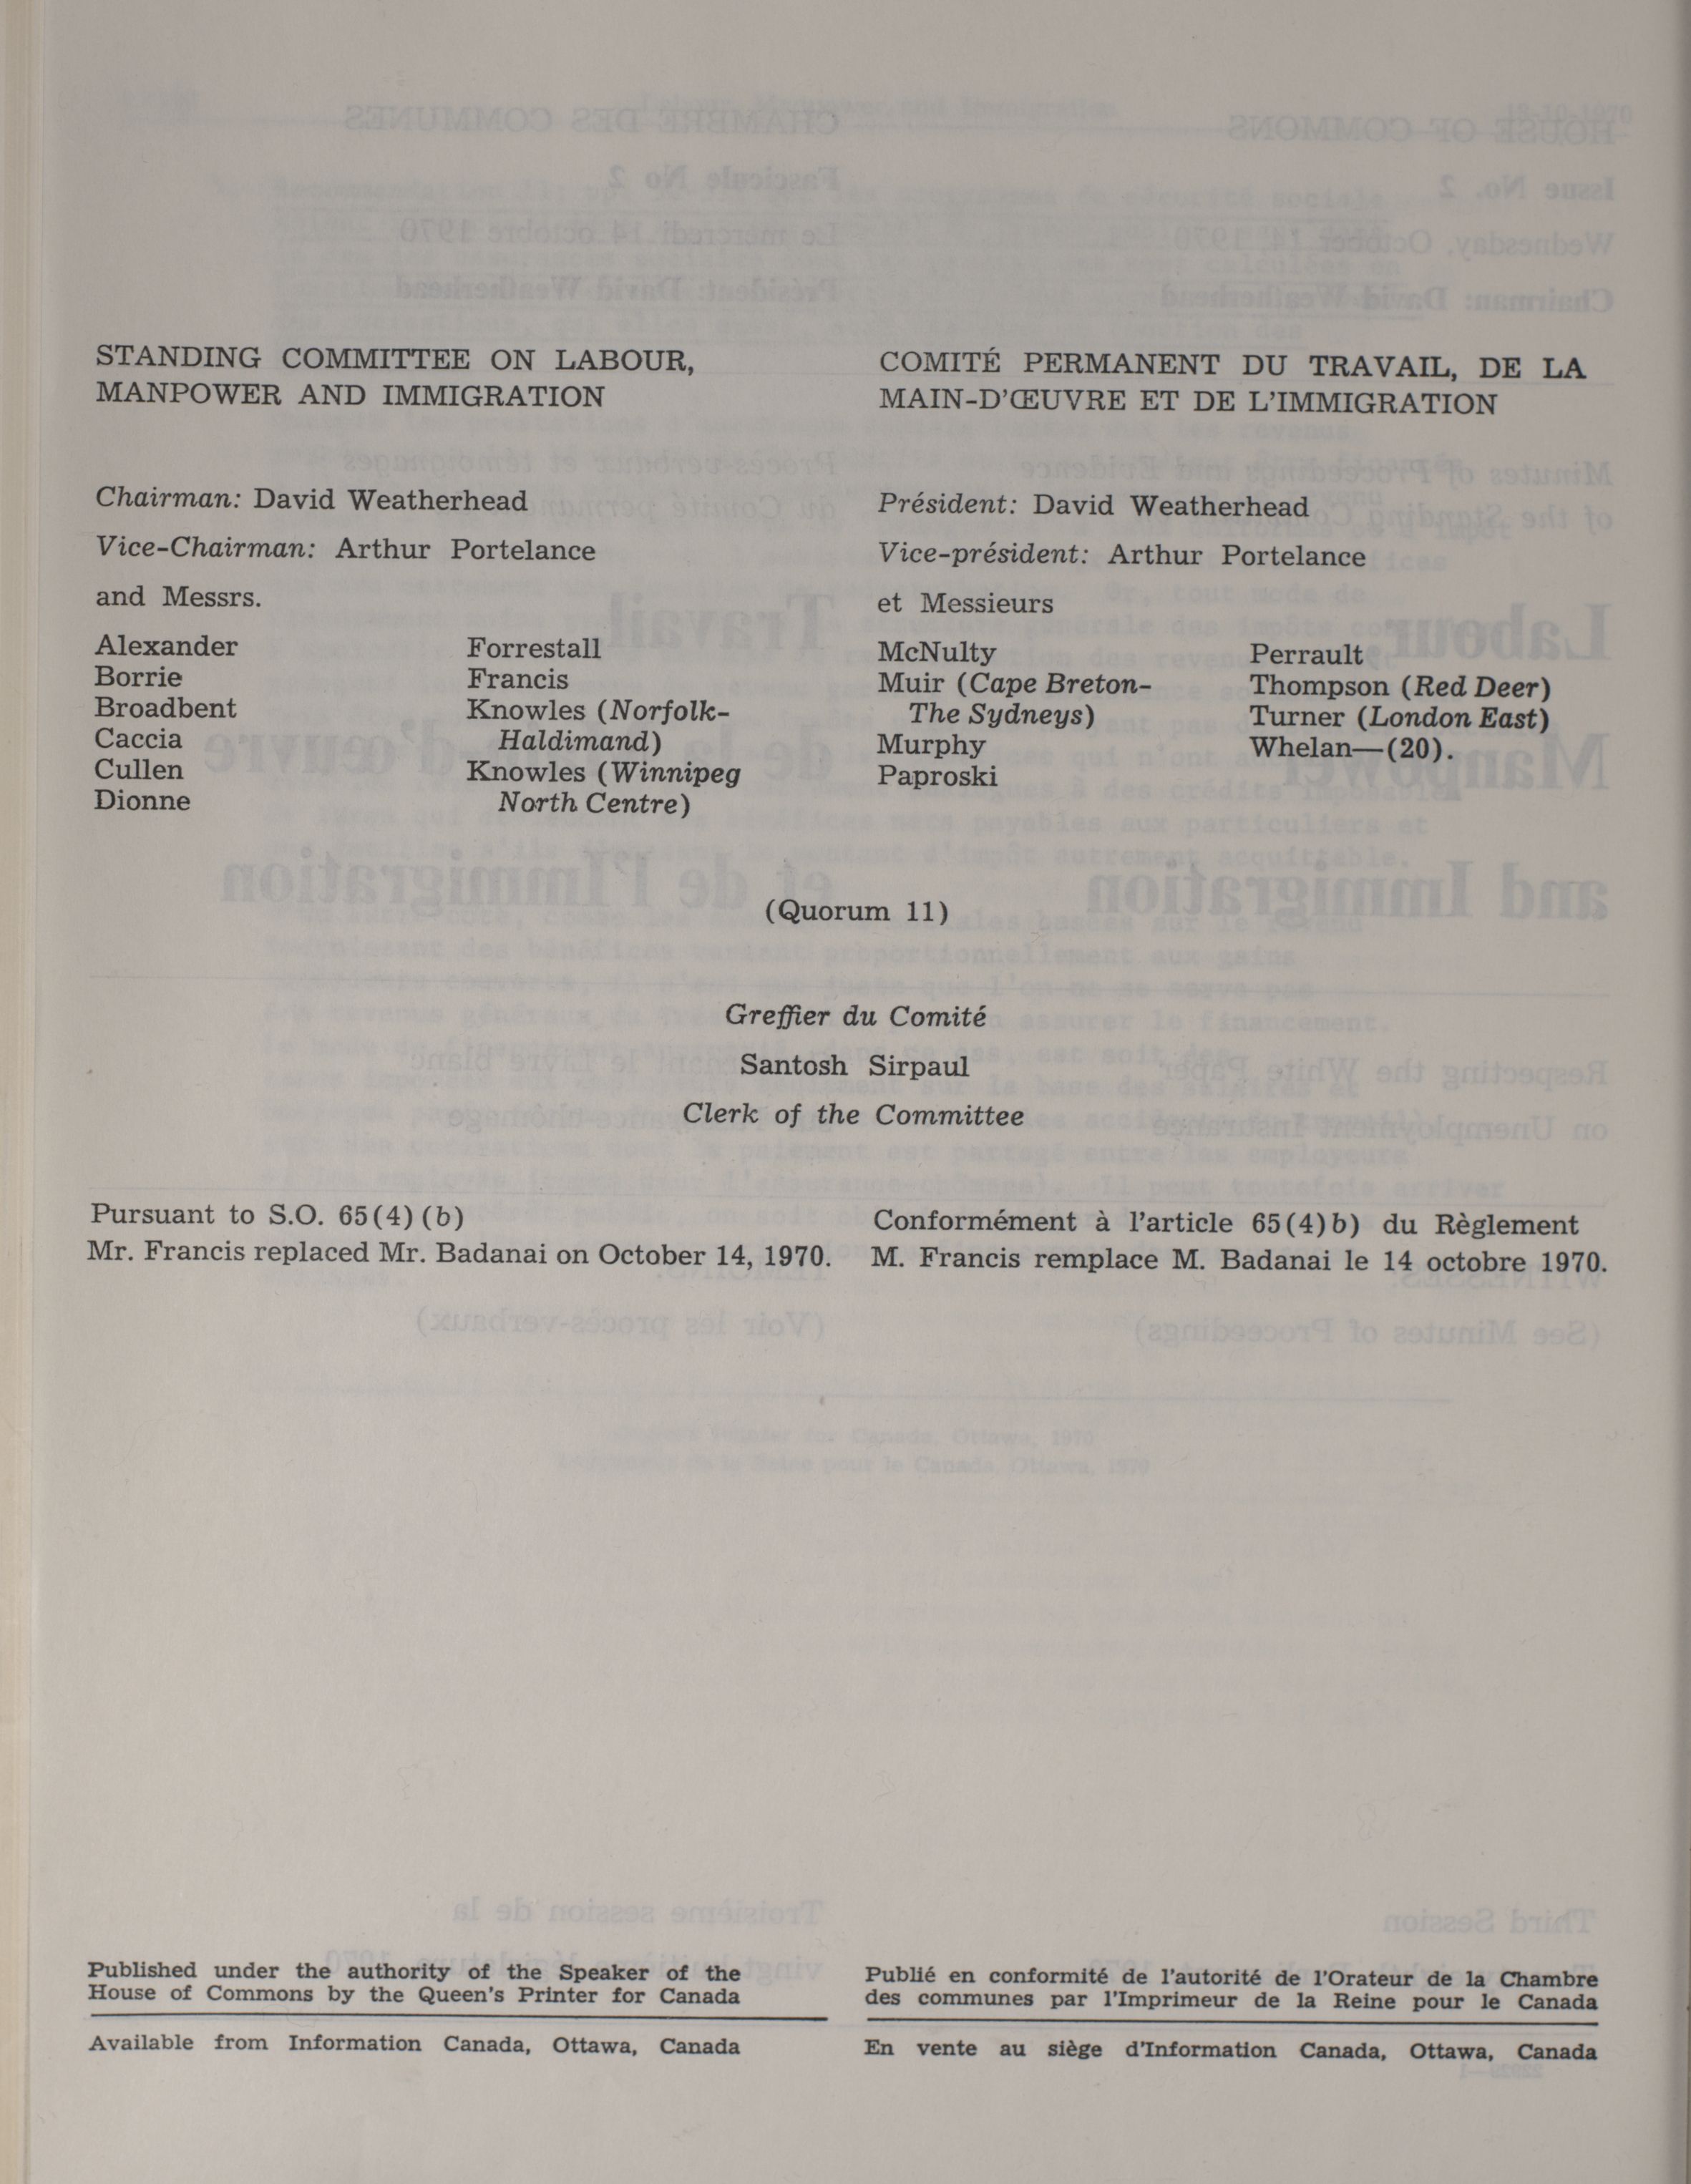 STANDING COMMITTEE ON LABOUR,
MANPOWER AND IMMIGRATION
Chairman: David Weatherhead
Vice-Chairman: Arthur Portelance
and Messrs.
Alexander
Borrie
Broadbent
Caccia
Cullen
Dionne
Forrestall
Francis
Knowles (Norfolk-
Haldimand)
Knowles (Winnipeg
North Centre)
COMITÉ PERMANENT DU TRAVAIL, DE LA
MAIN-D'ŒUVRE ET DE L'IMMIGRATION
Président: David Weatherhead
Vice-président: Arthur Portelance
et Messieurs
McNulty
Muir (Cape Breton-
The Sydneys)
Murphy
Paproski
Perrault
Thompson (Red Deer)
Turner (London East)
Whelan—(20).
(Quorum 11)
Greffier du Comité
Santosh Sirpaul
Clerk of the Committee
Pursuant to S.O. 65(4)(b)
Mr. Francis replaced Mr. Badanai on October 14, 1970.
Conformément à l'article 65(4)b) du Règlement
M. Francis remplace M. Badanai le 14 octobre 1970.
Published under the authority of the Speaker of the
House of Commons by the Queen's Printer for Canada
Available from Information Canada, Ottawa, Canada
Publié en conformité de l'autorité de l'Orateur de la Chambre
des communes par l'Imprimeur de la Reine pour le Canada
En vente au siège d'Information Canada, Ottawa, Canada